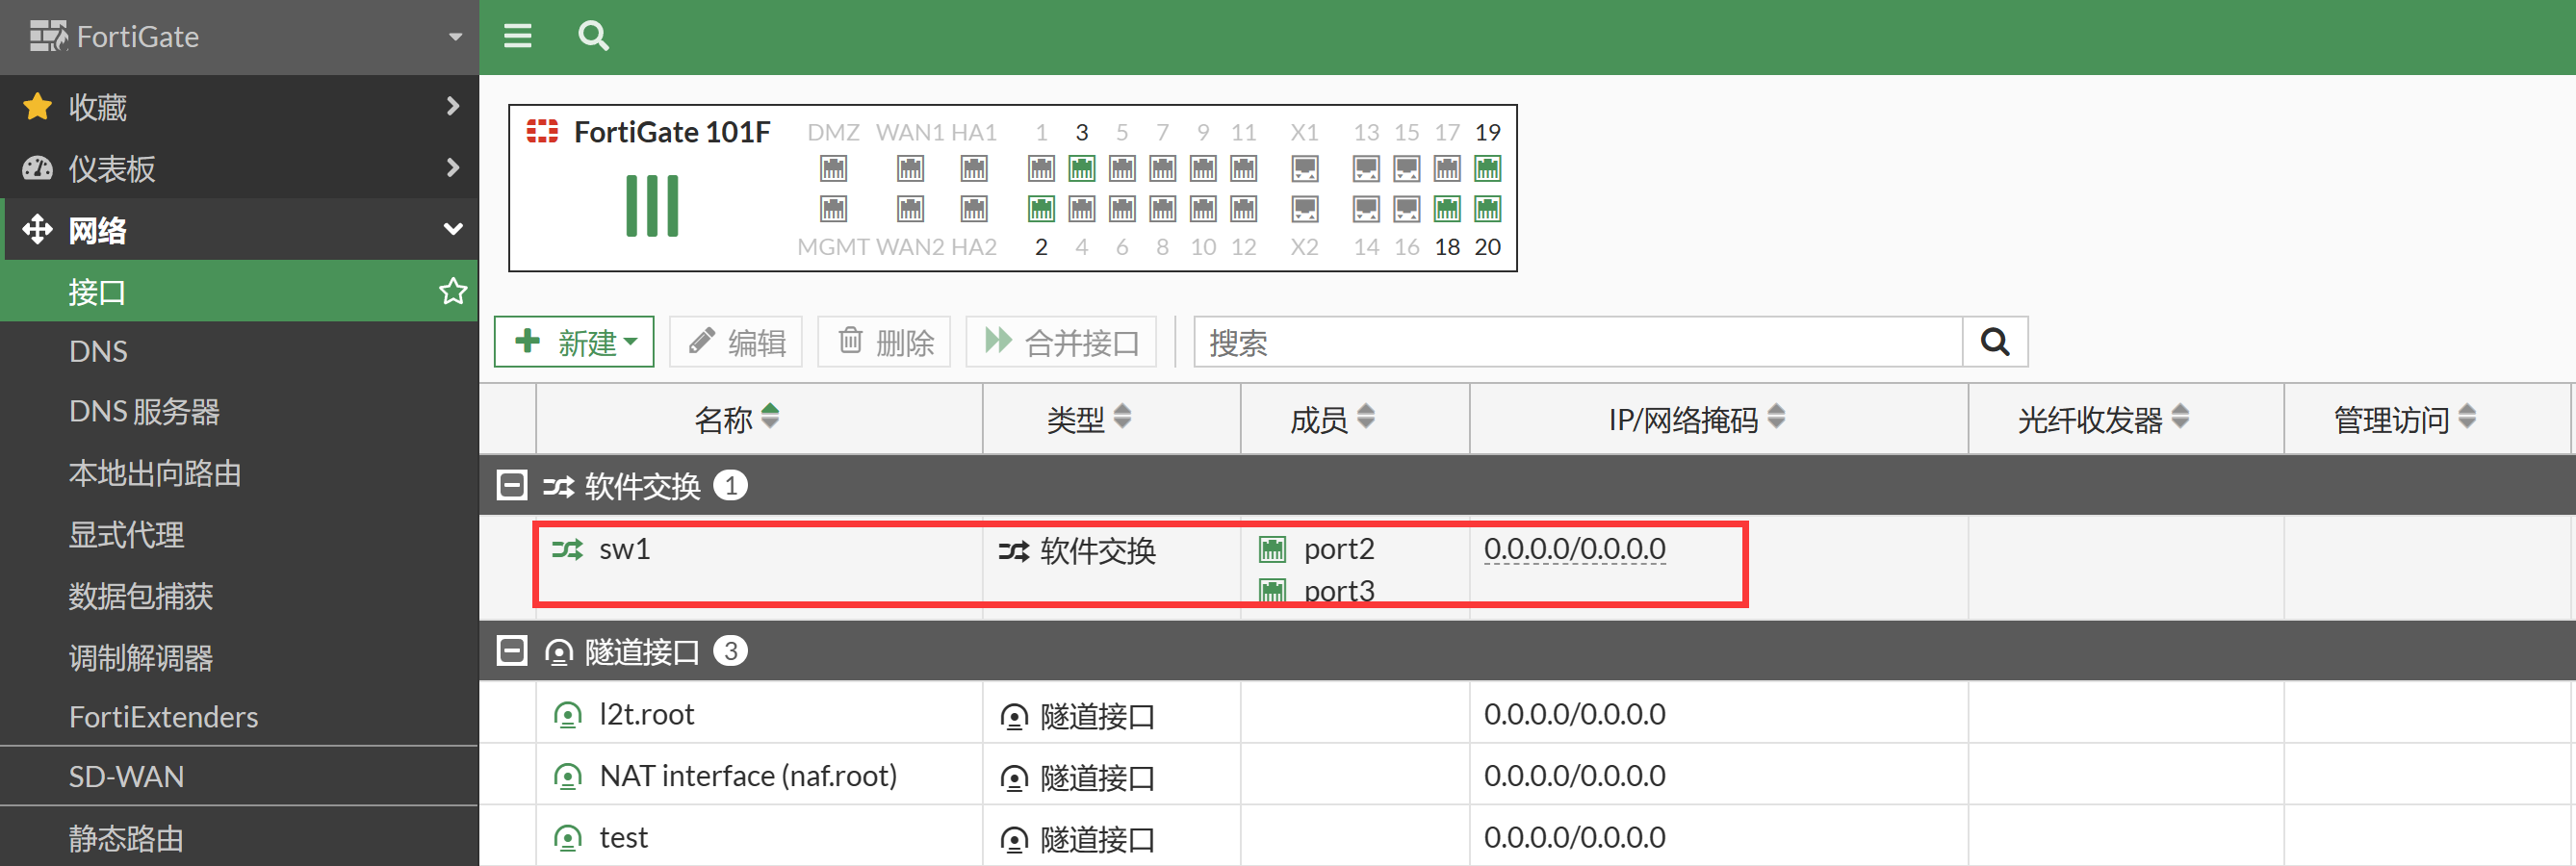 FortiGate
收藏
仪表板
网络
接口
DNS
DNS 服务器
本地出向路由
显式代理
数据包捕获
调制解调器
FortiExtenders
SD-WAN
静态路由
FortiGate 101F
DMZ WAN1 HA1 1 3 5 7 9 11 X1 13 15 17 19
MGMT WAN2 HA2 2 4 6 8 10 12 X2 14 16 18 20
新建 编辑 删除 合并接口 搜索
名称 类型 成员 IP/网络掩码 光纤收发器 管理访问
软件交换 1
sw1 软件交换 port2 0.0.0.0/0.0.0.0
port3
隧道接口 3
l2t.root 隧道接口 0.0.0.0/0.0.0.0
NAT interface (naf.root) 隧道接口 0.0.0.0/0.0.0.0
test 隧道接口 0.0.0.0/0.0.0.0